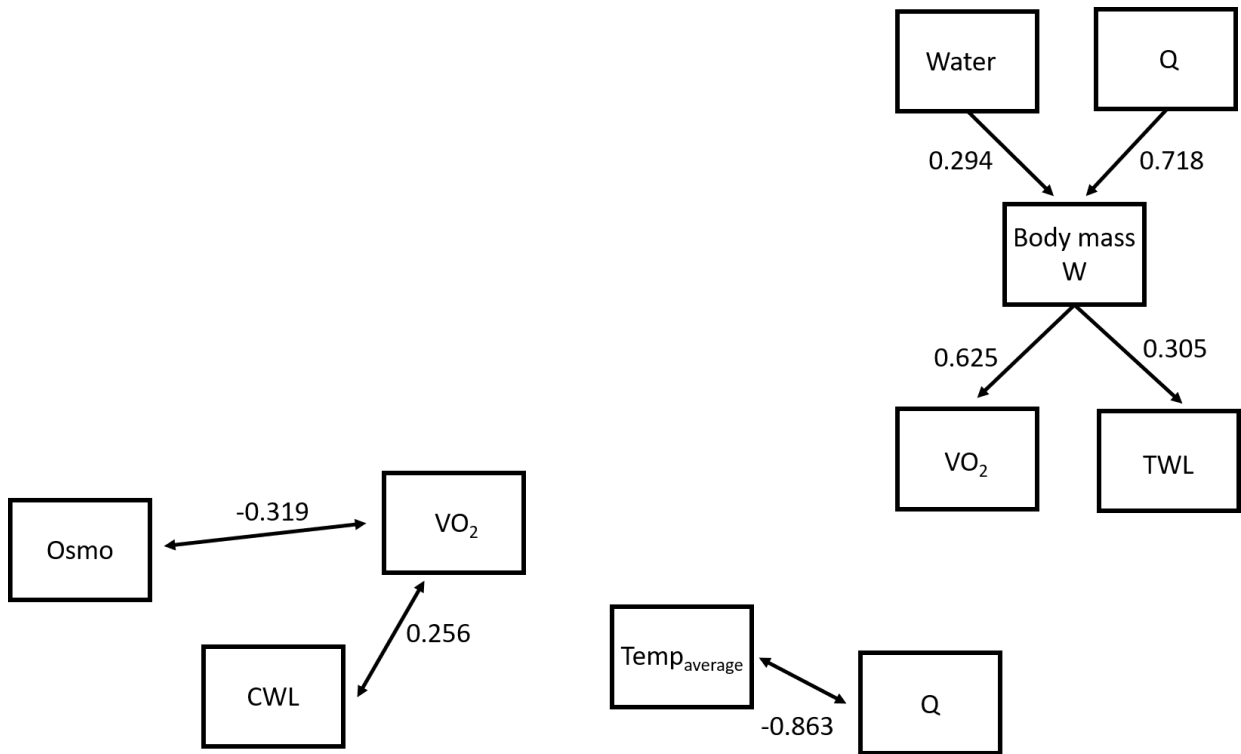 Water
Q
0.294
0.718
Body mass
W
0.625
0.305
VO₂
TWL
-0.319
VO₂
Osmo
0.256
CWL
Temp_average
-0.863
Q